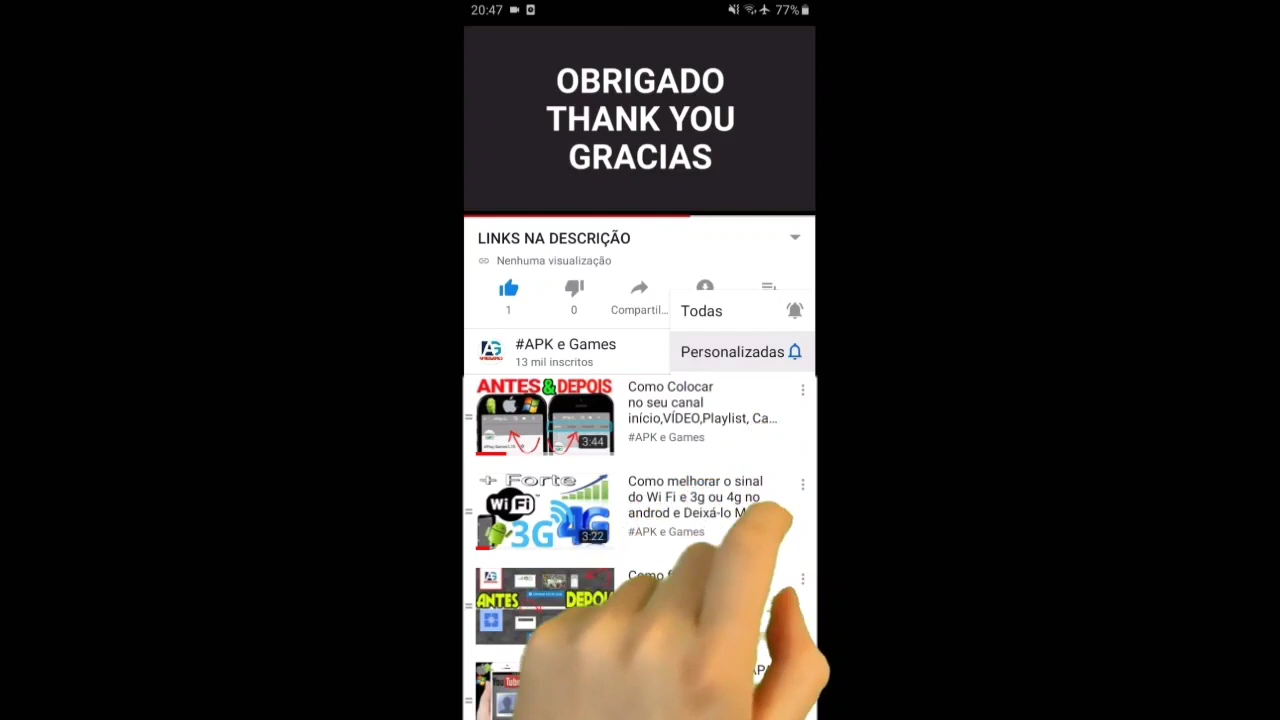 20:47
77%
OBRIGADO
THANK YOU
GRACIAS
LINKS NA DESCRIÇÃO
Nenhuma visualização
1
0
Compartil...
Todas
#APK e Games
13 mil inscritos
Personalizadas
ANTES&DEPOIS
3:44
Como Colocar
no seu canal
início,VÍDEO,Playlist, Ca...
#APK e Games
+ Forte
WiFi
3G
4G
3:22
Como melhorar o sinal
do Wi Fi e 3g ou 4g no
androd e Deixá-lo
#APK e Games
ANTES
Como